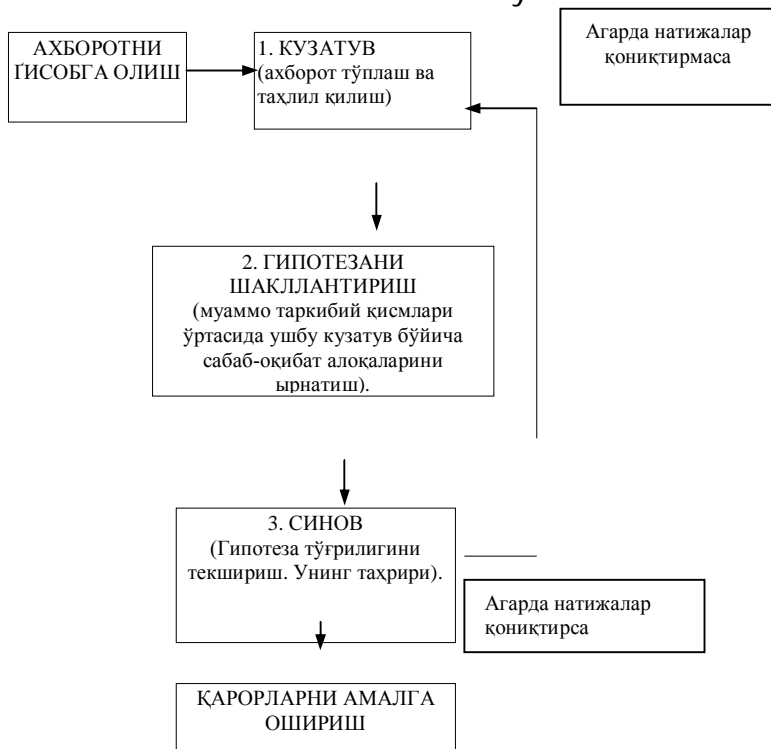 АХБОРОТНИ
ҐИСОБГА ОЛИШ
1. КУЗАТУВ
(ахборот тўплаш ва
таҳлил қилиш)
Агарда натижалар
қониқтирмаса
2. ГИПОТЕЗАНИ
ШАКЛЛАНТИРИШ
(муаммо таркибий қисмлари
ўртасида ушбу кузатув бўйича
сабаб-оқибат алоқаларини
ырнатиш).
3. СИНОВ
(Гипотеза тўғрилигини
текшириш. Унинг таҳрири).
Агарда натижалар
қониқтирса
ҚАРОРЛАРНИ АМАЛГА
ОШИРИШ